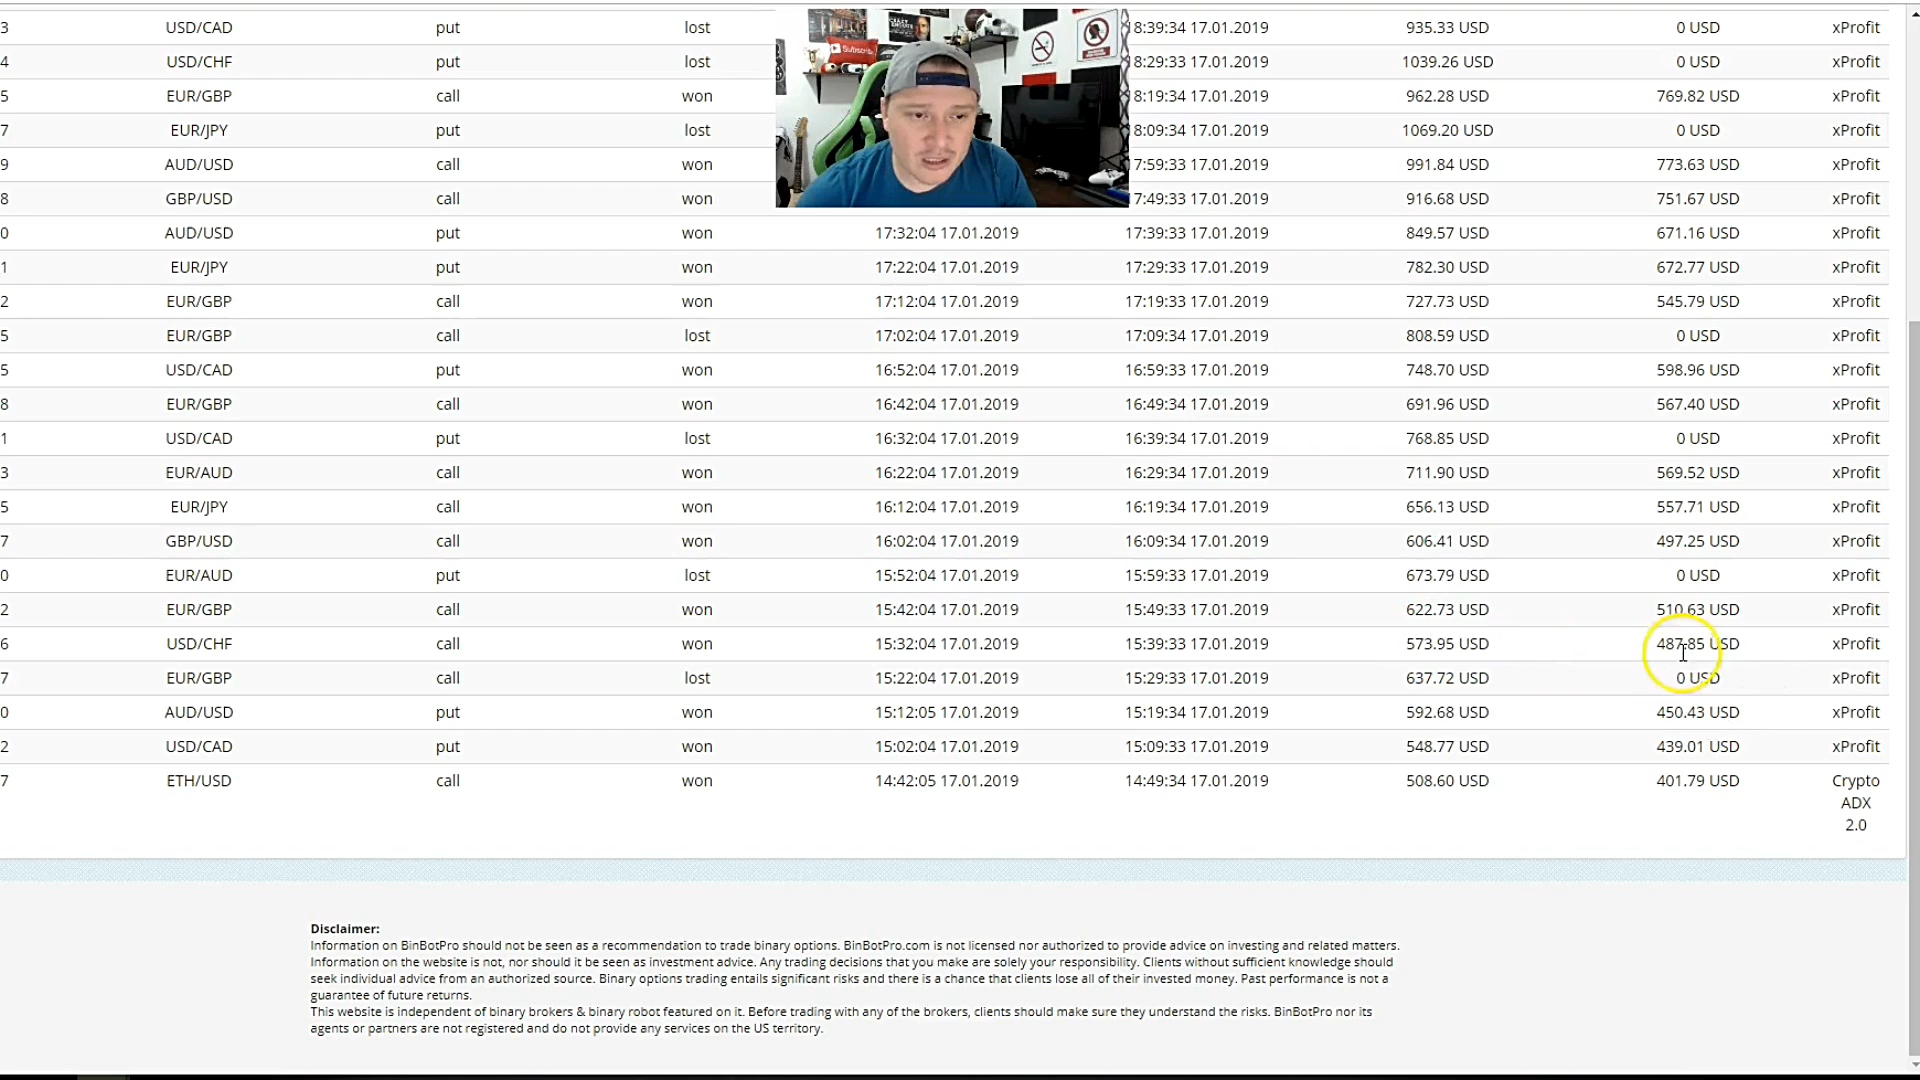 3 USD/CAD put lost 8:39:34 17.01.2019 935.33 USD 0 USD xProfit
4 USD/CHF put lost 8:29:33 17.01.2019 1039.26 USD 0 USD xProfit
5 EUR/GBP call won 8:19:34 17.01.2019 962.28 USD 769.82 USD xProfit
7 EUR/JPY put lost 8:09:34 17.01.2019 1069.20 USD 0 USD xProfit
9 AUD/USD call won 7:59:33 17.01.2019 991.84 USD 773.63 USD xProfit
8 GBP/USD call won 7:49:33 17.01.2019 916.68 USD 751.67 USD xProfit
0 AUD/USD put won 17:32:04 17.01.2019 17:39:33 17.01.2019 849.57 USD 671.16 USD xProfit
1 EUR/JPY put won 17:22:04 17.01.2019 17:29:33 17.01.2019 782.30 USD 672.77 USD xProfit
2 EUR/GBP call won 17:12:04 17.01.2019 17:19:33 17.01.2019 727.73 USD 545.79 USD xProfit
5 EUR/GBP call lost 17:02:04 17.01.2019 17:09:34 17.01.2019 808.59 USD 0 USD xProfit
5 USD/CAD put won 16:52:04 17.01.2019 16:59:33 17.01.2019 748.70 USD 598.96 USD xProfit
8 EUR/GBP call won 16:42:04 17.01.2019 16:49:34 17.01.2019 691.96 USD 567.40 USD xProfit
1 USD/CAD put lost 16:32:04 17.01.2019 16:39:34 17.01.2019 768.85 USD 0 USD xProfit
3 EUR/AUD call won 16:22:04 17.01.2019 16:29:34 17.01.2019 711.90 USD 569.52 USD xProfit
5 EUR/JPY call won 16:12:04 17.01.2019 16:19:34 17.01.2019 656.13 USD 557.71 USD xProfit
7 GBP/USD call won 16:02:04 17.01.2019 16:09:34 17.01.2019 606.41 USD 497.25 USD xProfit
0 EUR/AUD put lost 15:52:04 17.01.2019 15:59:33 17.01.2019 673.79 USD 0 USD xProfit
2 EUR/GBP call won 15:42:04 17.01.2019 15:49:33 17.01.2019 622.73 USD 510.63 USD xProfit
6 USD/CHF call won 15:32:04 17.01.2019 15:39:33 17.01.2019 573.95 USD 487.85 USD xProfit
7 EUR/GBP call lost 15:22:04 17.01.2019 15:29:33 17.01.2019 637.72 USD 0 USD xProfit
0 AUD/USD put won 15:12:05 17.01.2019 15:19:34 17.01.2019 592.68 USD 450.43 USD xProfit
2 USD/CAD put won 15:02:04 17.01.2019 15:09:33 17.01.2019 548.77 USD 439.01 USD xProfit
7 ETH/USD call won 14:42:05 17.01.2019 14:49:34 17.01.2019 508.60 USD 401.79 USD Crypto
ADX
2.0
Disclaimer:
Information on BinBotPro should not be seen as a recommendation to trade binary options. BinBotPro.com is not licensed nor authorized to provide advice on investing and related matters.
Information on the website is not, nor should it be seen as investment advice. Any trading decisions that you make are solely your responsibility. Clients without sufficient knowledge should
seek individual advice from an authorized source. Binary options trading entails significant risks and there is a chance that clients lose all of their invested money. Past performance is not a
guarantee of future returns.
This website is independent of binary brokers & binary robot featured on it. Before trading with any of the brokers, clients should make sure they understand the risks. BinBotPro nor its
agents or partners are not registered and do not provide any services on the US territory.